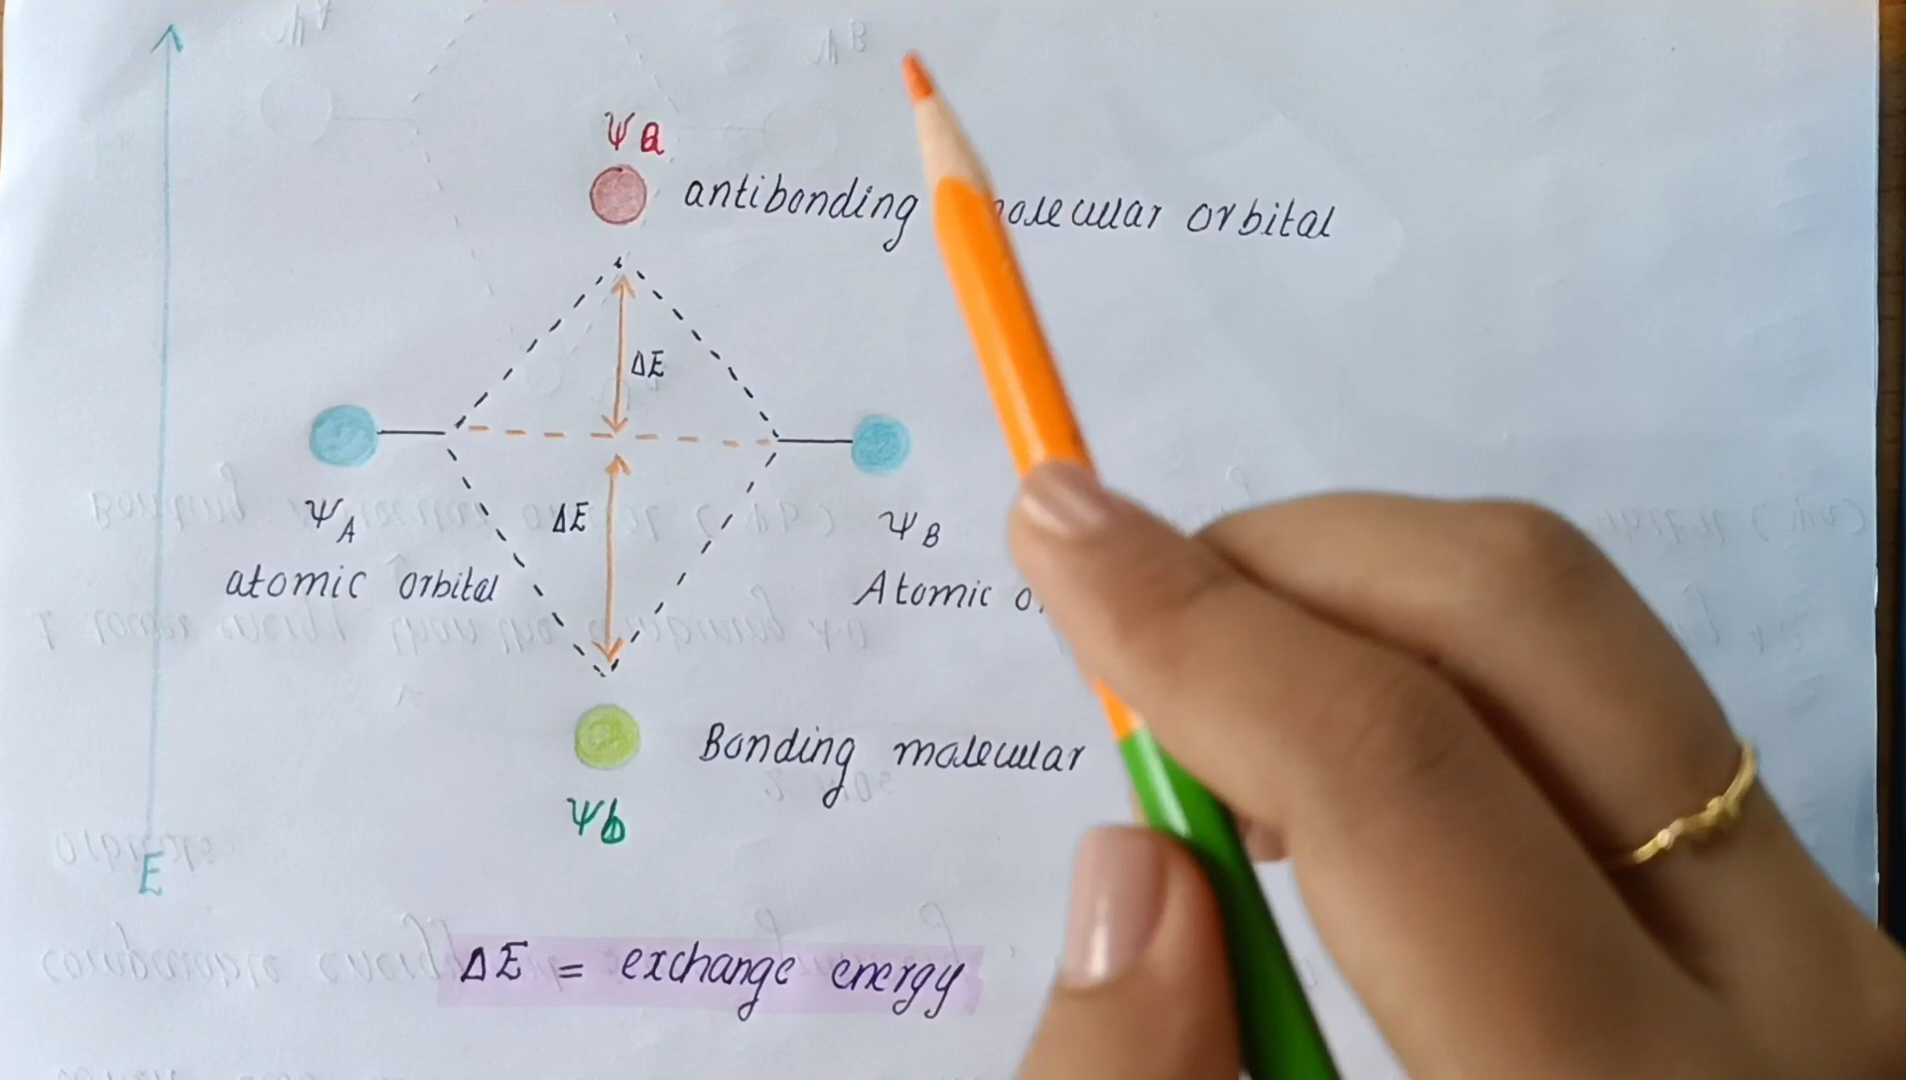 Ψa
antibonding molecular orbital
ΔE
ΔE
ΨA
ΨB
atomic orbital
Atomic
Bonding molecular
Ψb
E
ΔE = exchange energy